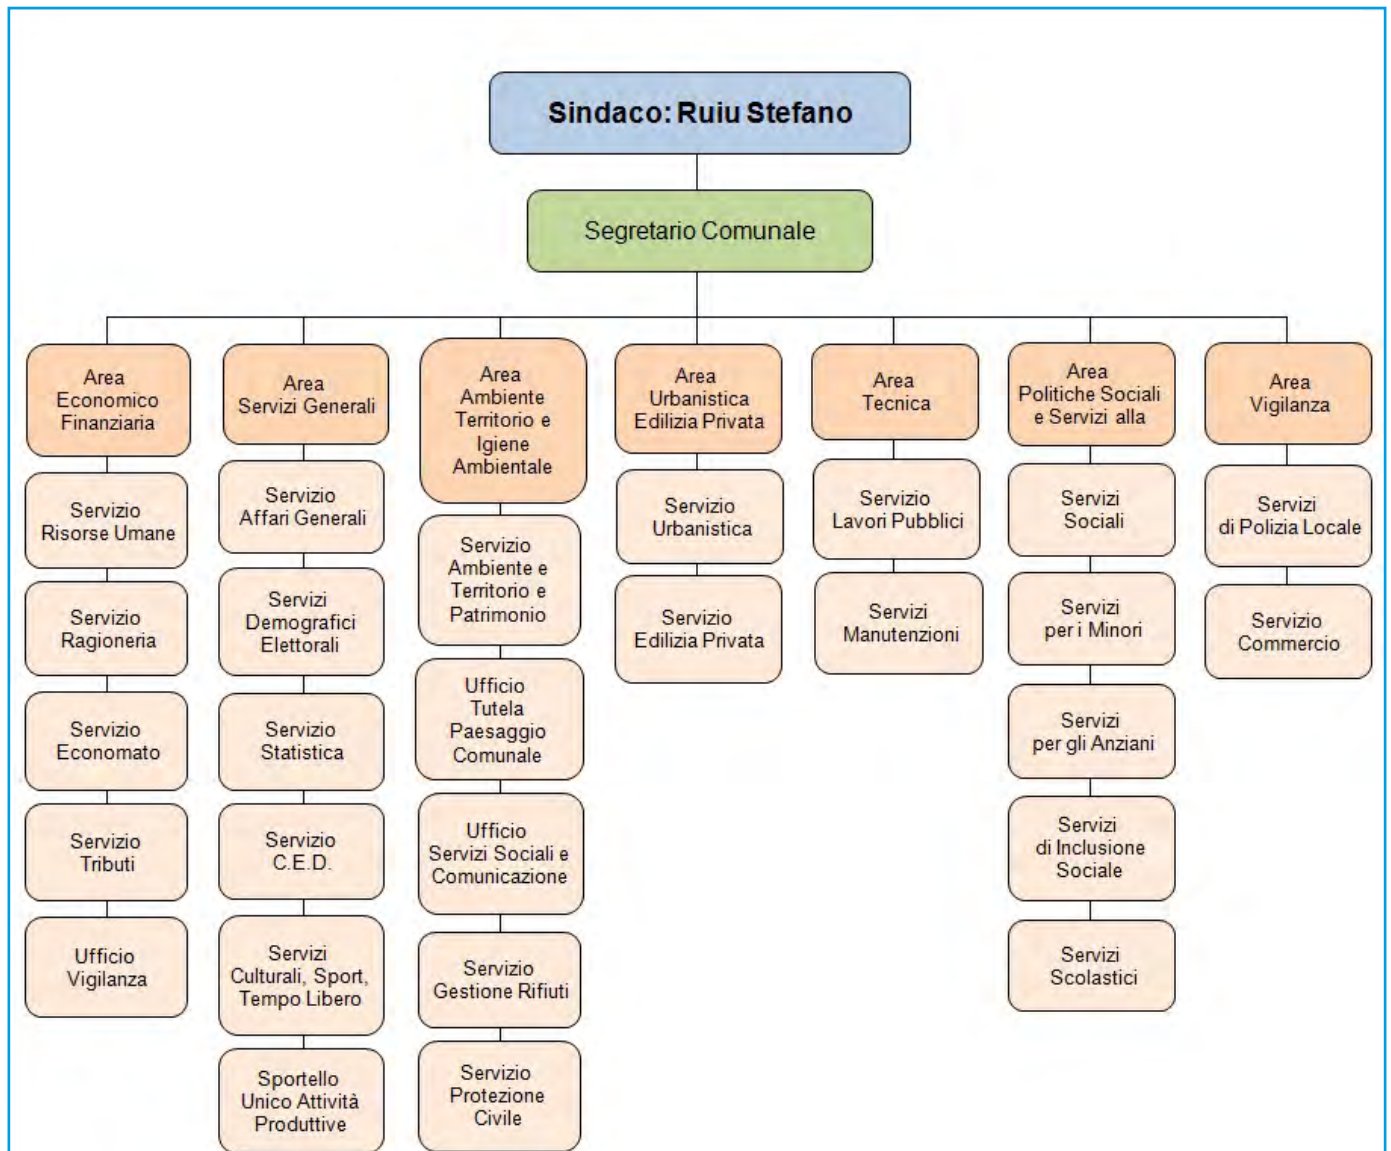 Sindaco: Ruiu Stefano
Segretario Comunale
Area
Economico
Finanziaria
Servizio
Risorse Umane
Servizio
Ragioneria
Servizio
Economato
Servizio
Tributi
Ufficio
Vigilanza
Area
Servizi Generali
Servizio
Affari Generali
Servizi
Demografici
Elettorali
Servizio
Statistica
Servizio
C.E.D.
Servizi
Culturali, Sport,
Tempo Libero
Sportello
Unico Attività
Produttive
Area
Ambiente
Territorio e
Igiene
Ambientale
Servizio
Ambiente e
Territorio e
Patrimonio
Ufficio
Tutela
Paesaggio
Comunale
Ufficio
Servizi Sociali e
Comunicazione
Servizio
Gestione Rifiuti
Servizio
Protezione
Civile
Area
Urbanistica
Edilizia Privata
Servizio
Urbanistica
Servizio
Edilizia Privata
Area
Tecnica
Servizio
Lavori Pubblici
Servizi
Manutenzioni
Area
Politiche Sociali
e Servizi alla
Servizi
Sociali
Servizi
per i Minori
Servizi
per gli Anziani
Servizi
di Inclusione
Sociale
Servizi
Scolastici
Area
Vigilanza
Servizi
di Polizia Locale
Servizio
Commercio